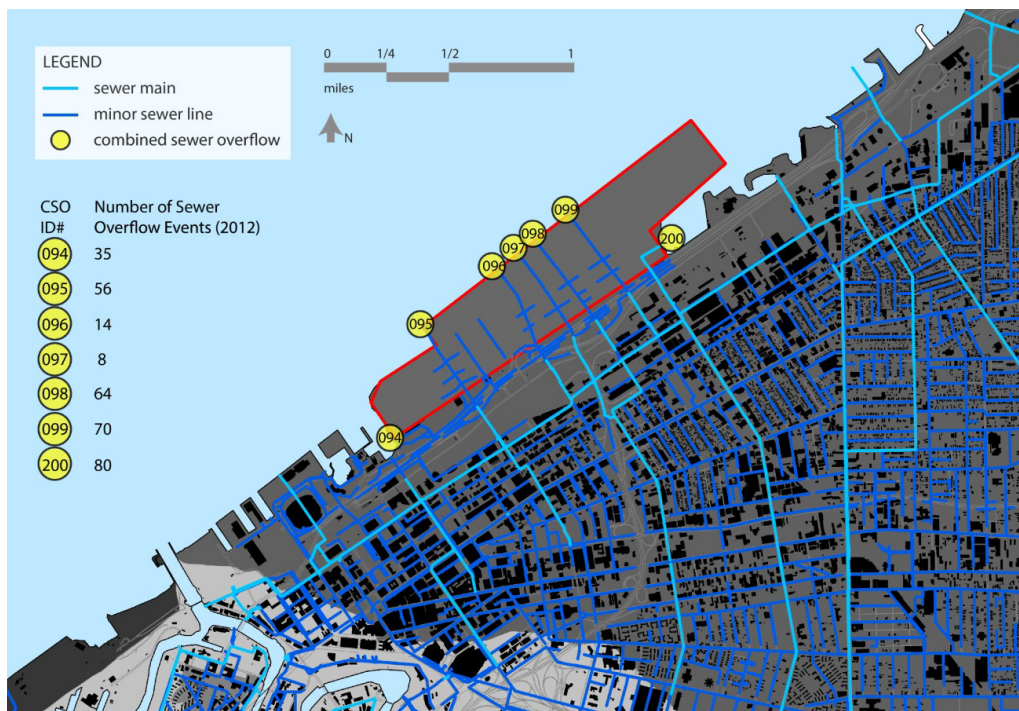 LEGEND
sewer main
minor sewer line
combined sewer overflow
0 1/4 1/2 1
miles
N
CSO Number of Sewer
ID# Overflow Events (2012)
094 35
095 56
096 14
097 8
098 64
099 70
200 80
099
098
097
096
200
095
094